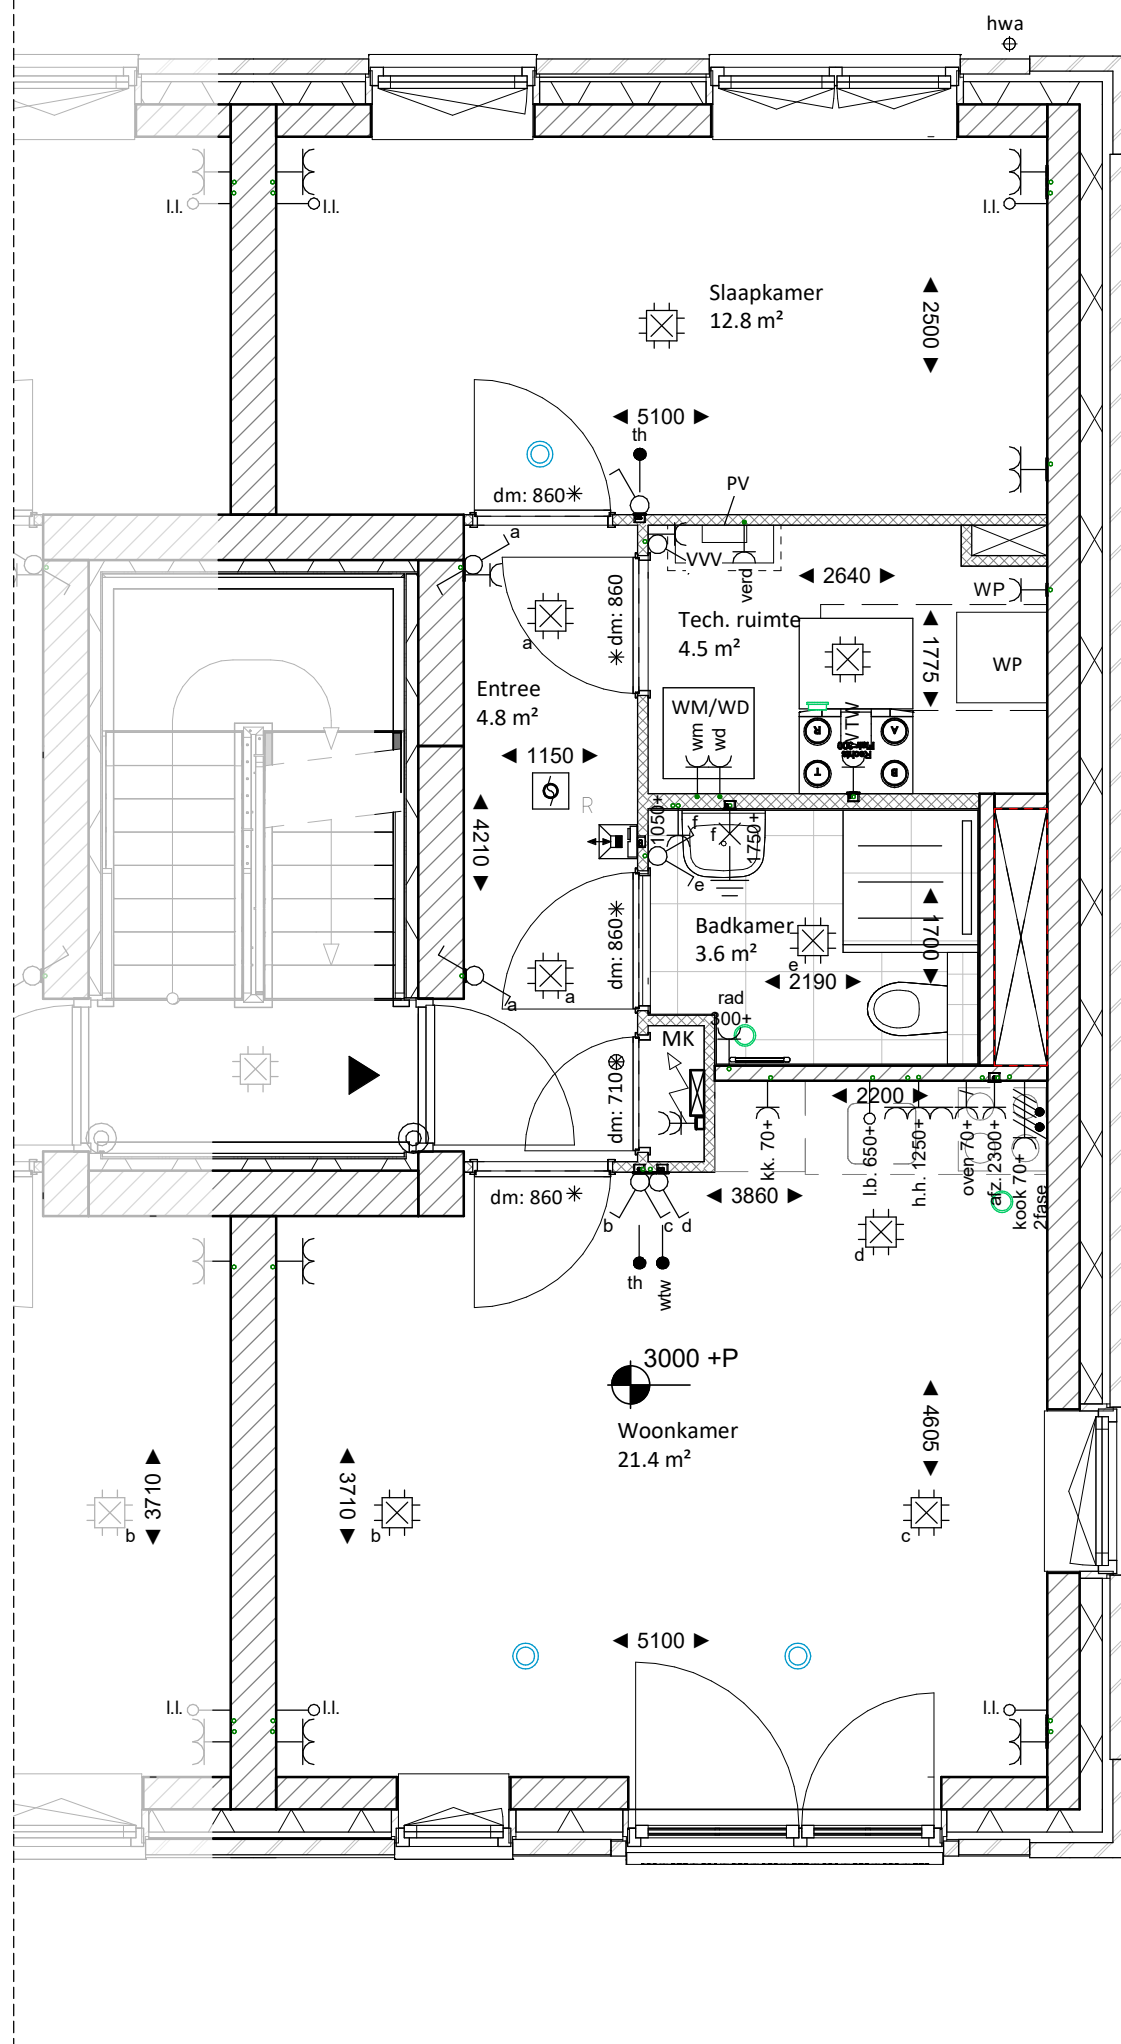 hwa
l.l.
l.l.
l.l.
Slaapkamer
12.8 m²
2500
5100
th
dm: 860
PV
a
VVV
verd
2640
WP
dm: 860
Tech. ruimte
4.5 m²
1775
WP
a
Entree
4.8 m²
WM/WD
wm
wd
VTW
R
A
T
B
1150
R
4210
1050+
f
f
1750+
e
Badkamer
3.6 m²
e
1700
2190
dm: 860
a
a
rad
300+
MK
dm: 710
2200
kk. 70+
l.b. 650+
h.h. 1250+
oven 70+
afz. 2300+
kook 70+
2fase
dm: 860
3860
b
c
d
d
th
wtw
3000 +P
Woonkamer
21.4 m²
4605
3710
3710
b
b
c
5100
l.l.
l.l.
l.l.